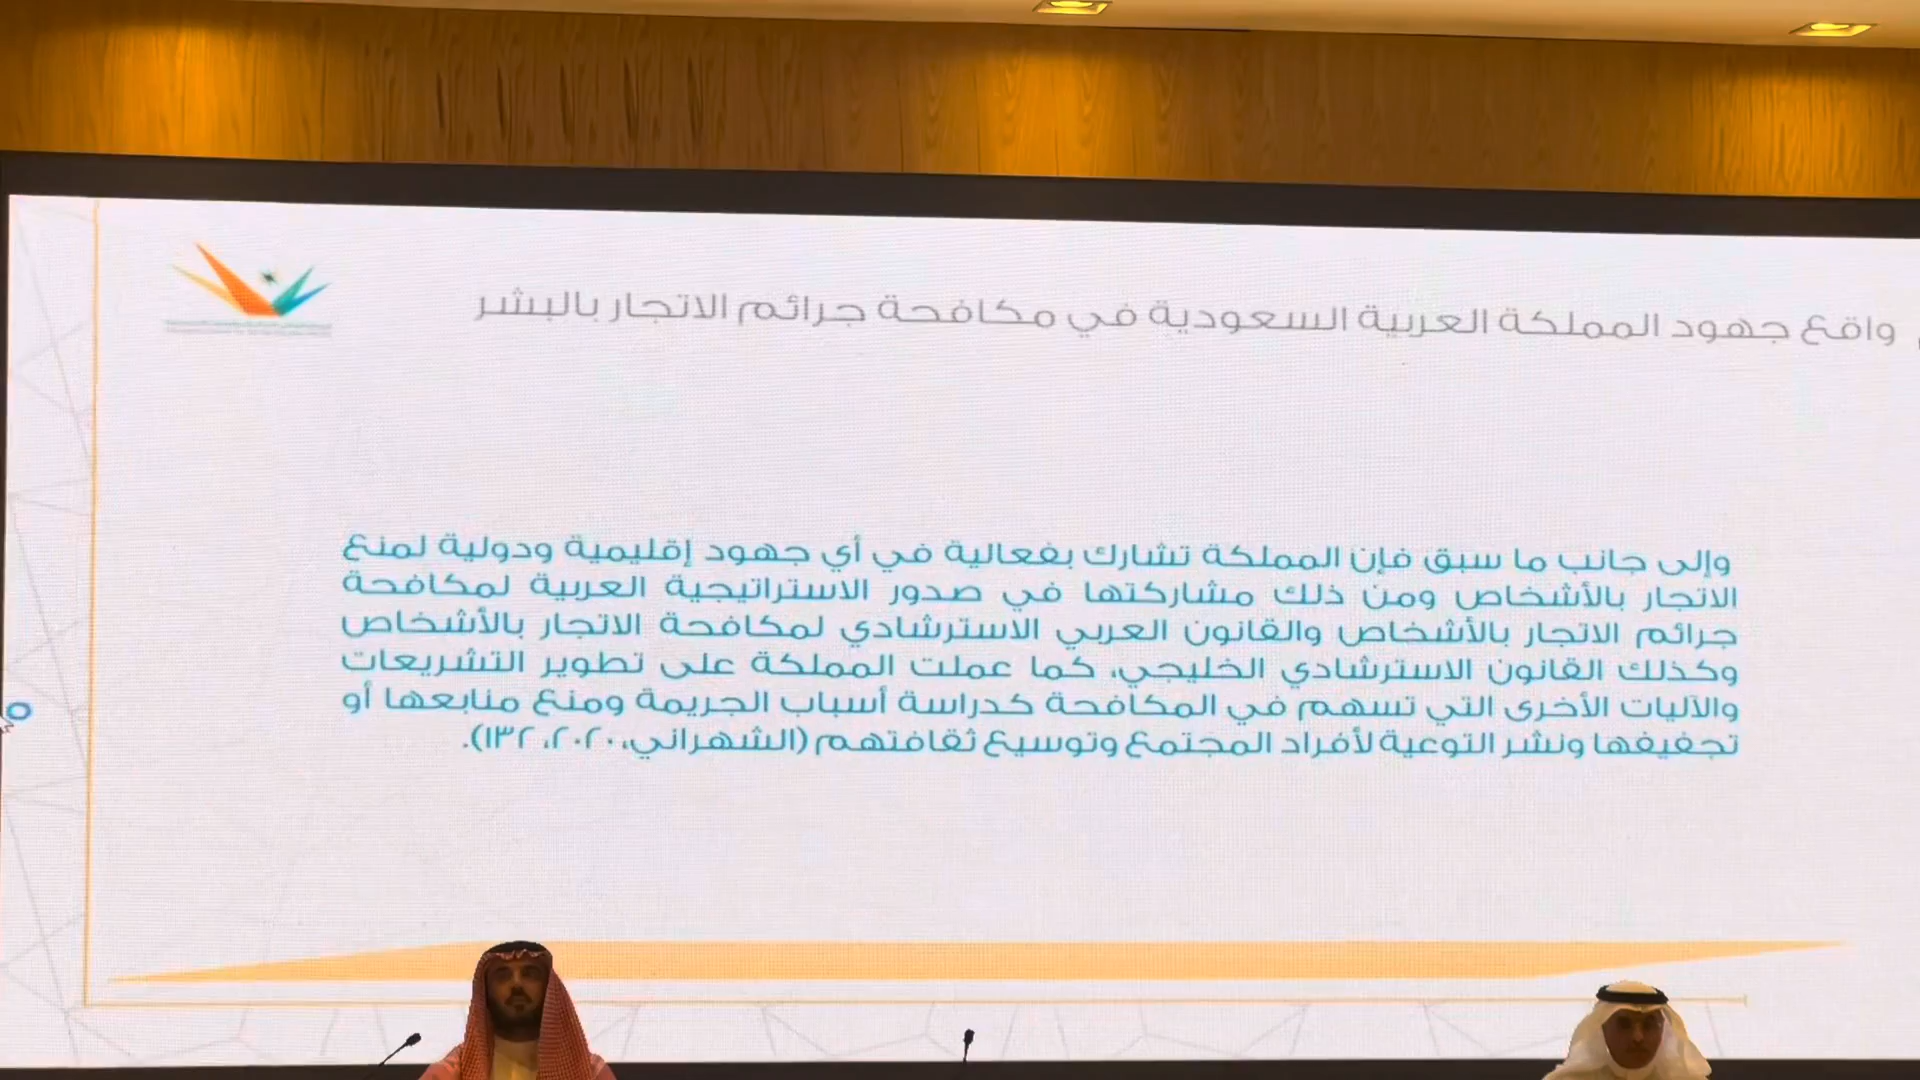 واقع جهود المملكة العربية السعودية في مكافحة جرائم الاتجار بالبشر
وإلى جانب ما سبق فإن المملكة تشارك بفعالية في أي جهود إقليمية ودولية لمنع
الاتجار بالأشخاص ومن ذلك مشاركتها في صدور الاستراتيجية العربية لمكافحة
جرائم الاتجار بالأشخاص والقانون العربي الاسترشادي لمكافحة الاتجار بالأشخاص
وكذلك القانون الاسترشادي الخليجي، كما عملت المملكة على تطوير التشريعات
والآليات الأخرى التي تسهم في المكافحة كدراسة أسباب الجريمة ومنع منابعها أو
تجفيفها ونشر التوعية لأفراد المجتمع وتوسيع ثقافتهم (الشهراني، ٢٠٢٠، ١٣٢).